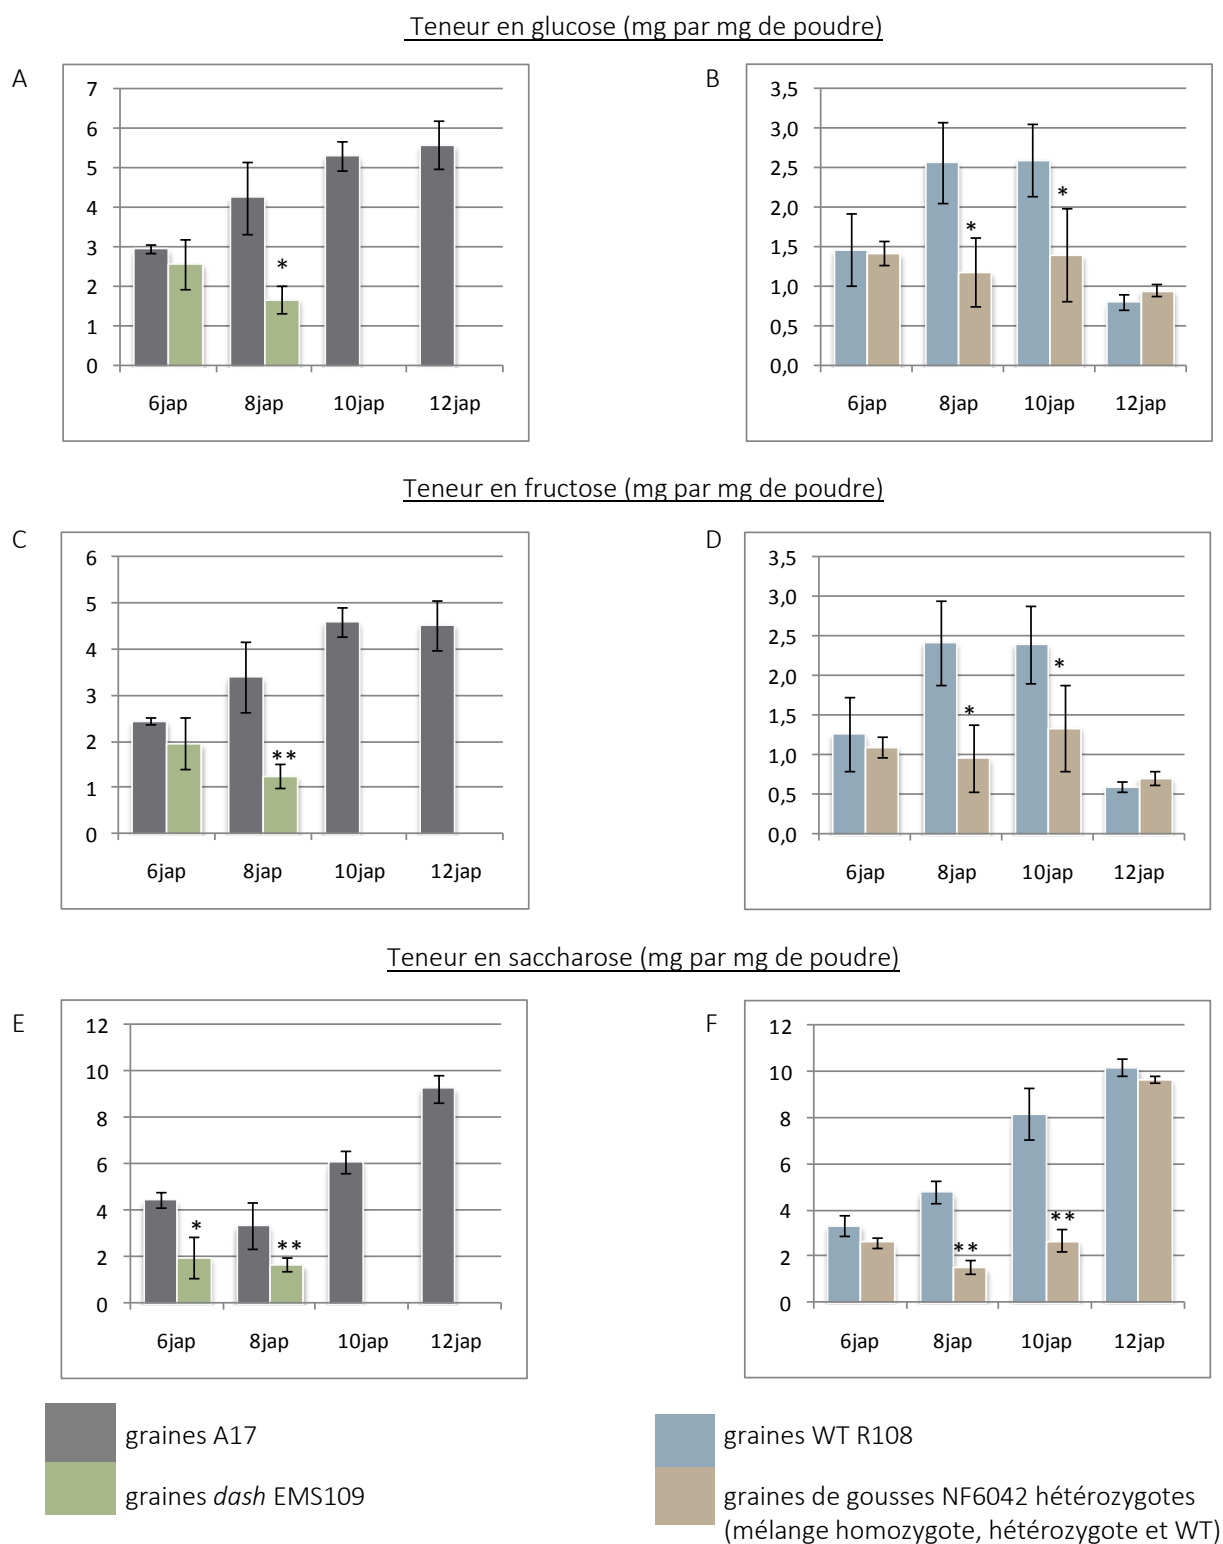 Teneur en glucose (mg par mg de poudre)
A
7
6
5
4
3
2
1
0
*
6jap 8jap 10jap 12jap
B
3,5
3,0
2,5
2,0
1,5
1,0
0,5
0,0
*
*
6jap 8jap 10jap 12jap
Teneur en fructose (mg par mg de poudre)
C
6
5
4
3
2
1
0
**
6jap 8jap 10jap 12jap
D
3,5
3,0
2,5
2,0
1,5
1,0
0,5
0,0
*
*
6jap 8jap 10jap 12jap
Teneur en saccharose (mg par mg de poudre)
E
12
10
8
6
4
2
0
*
**
6jap 8jap 10jap 12jap
F
12
10
8
6
4
2
0
**
**
6jap 8jap 10jap 12jap
graines A17
graines dash EMS109
graines WT R108
graines de gousses NF6042 hétérozygotes
(mélange homozygote, hétérozygote et WT)